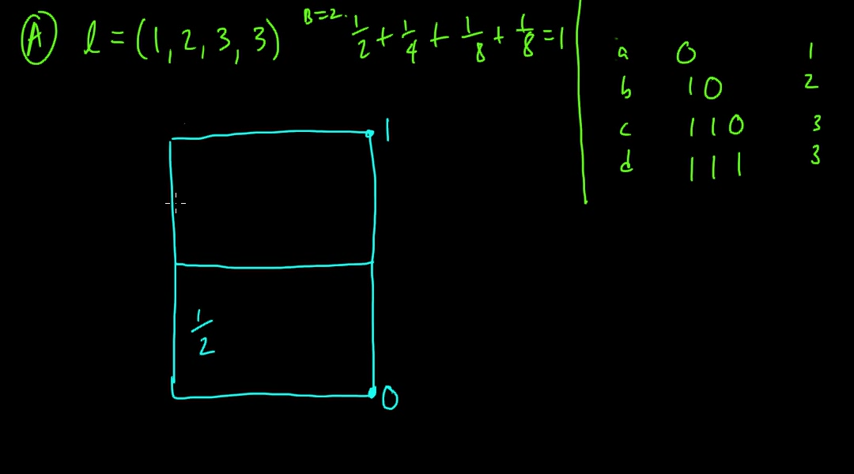 A l = (1, 2, 3, 3) B=2. 1/2 + 1/4 + 1/8 + 1/8 = 1
a 0 1
b 10 2
c 110 3
d 111 3
1
1/2
0